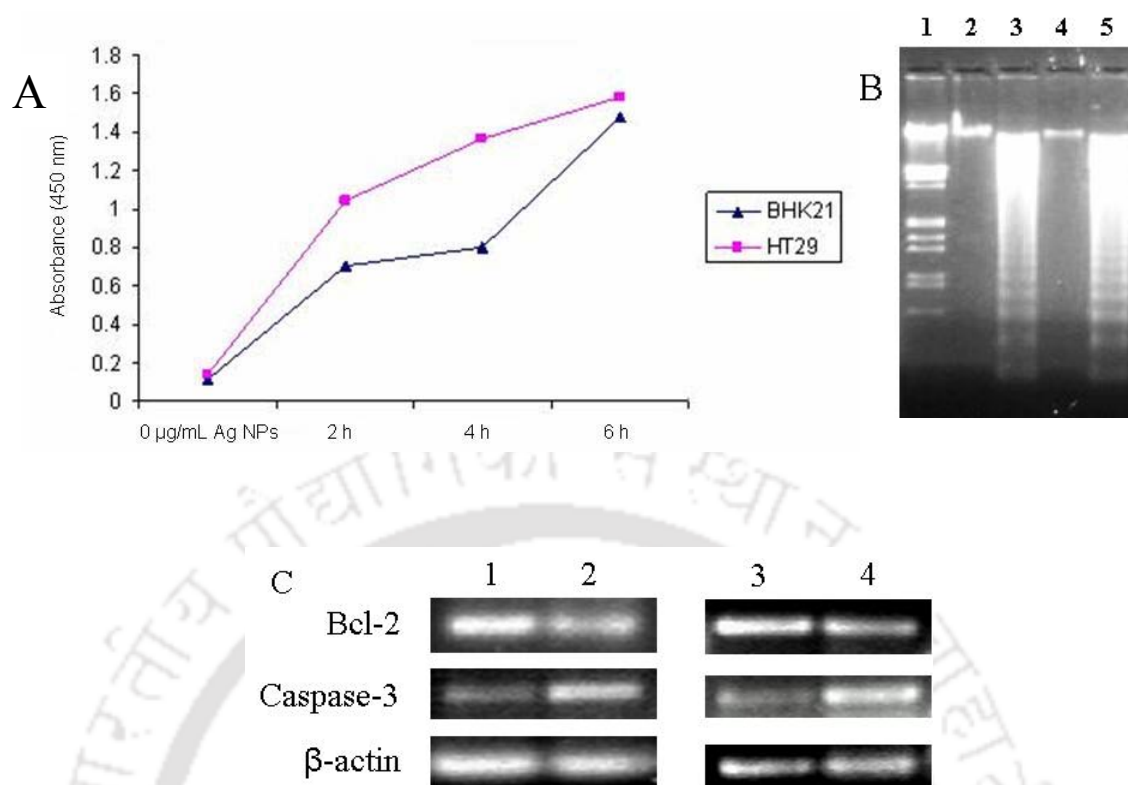 A
1.8
1.6
1.4
1.2
1
0.8
0.6
0.4
0.2
0
Absorbance (450 nm)
0 µg/mL Ag NPs 2 h 4 h 6 h
BHK21
HT29
B
1 2 3 4 5
C
1 2 3 4
Bcl-2
Caspase-3
β-actin